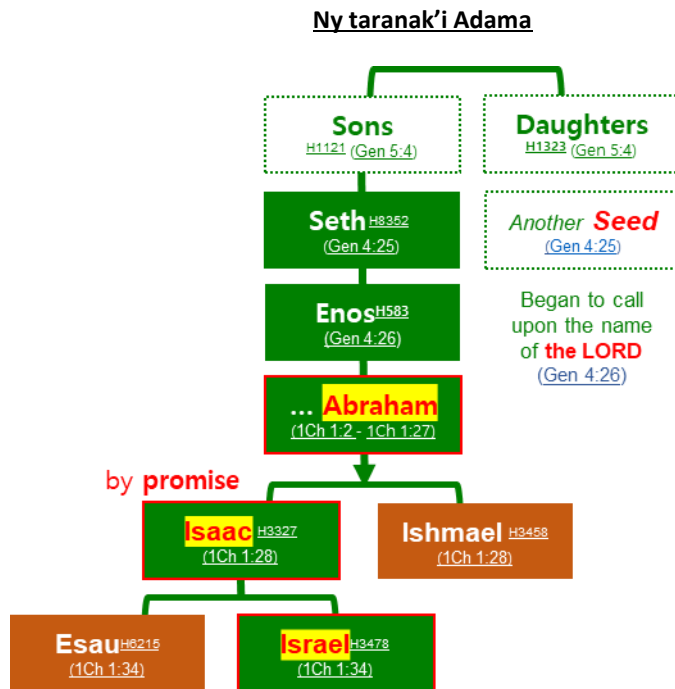 Ny taranak’i Adama
Sons
H1121 (Gen 5:4)
Daughters
H1323 (Gen 5:4)
Seth H8352
(Gen 4:25)
Another Seed
(Gen 4:25)
Enos H583
(Gen 4:26)
Began to call
upon the name
of the LORD
(Gen 4:26)
... Abraham
(1Ch 1:2 - 1Ch 1:27)
by promise
Isaac H3327
(1Ch 1:28)
Ishmael H3458
(1Ch 1:28)
Esau H6215
(1Ch 1:34)
Israel H3478
(1Ch 1:34)